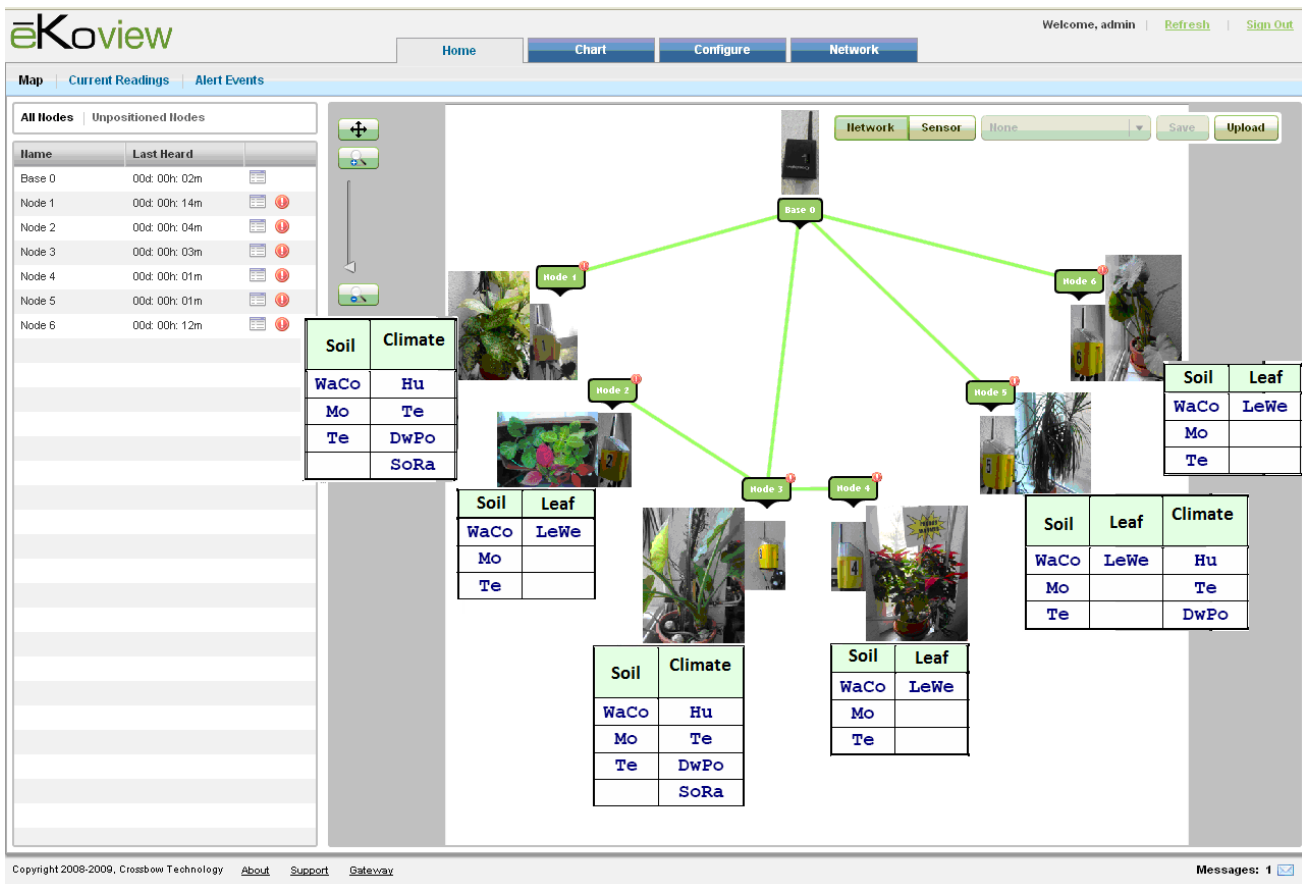 ēKoview
Welcome, admin | Refresh | Sign Out
Home Chart Configure Network
Map | Current Readings | Alert Events
All Nodes | Unpositioned Nodes
Name Last Heard
Base 0 00d: 00h: 02m
Node 1 00d: 00h: 14m
Node 2 00d: 00h: 04m
Node 3 00d: 00h: 03m
Node 4 00d: 00h: 01m
Node 5 00d: 00h: 01m
Node 6 00d: 00h: 12m
Network Sensor None Save Upload
Base 0
Node 1
1
Soil Climate
WaCo Hu
Mo Te
Te DwPo
SoRa
Node 2
2
Soil Leaf
WaCo LeWe
Mo
Te
Node 3
3
Soil Climate
WaCo Hu
Mo Te
Te DwPo
SoRa
Node 4
4
Soil Leaf
WaCo LeWe
Mo
Te
Node 5
5
Soil Leaf Climate
WaCo LeWe Hu
Mo Te
Te DwPo
Node 6
6
Soil Leaf
WaCo LeWe
Mo
Te
Copyright 2008-2009, Crossbow Technology About Support Gateway
Messages: 1